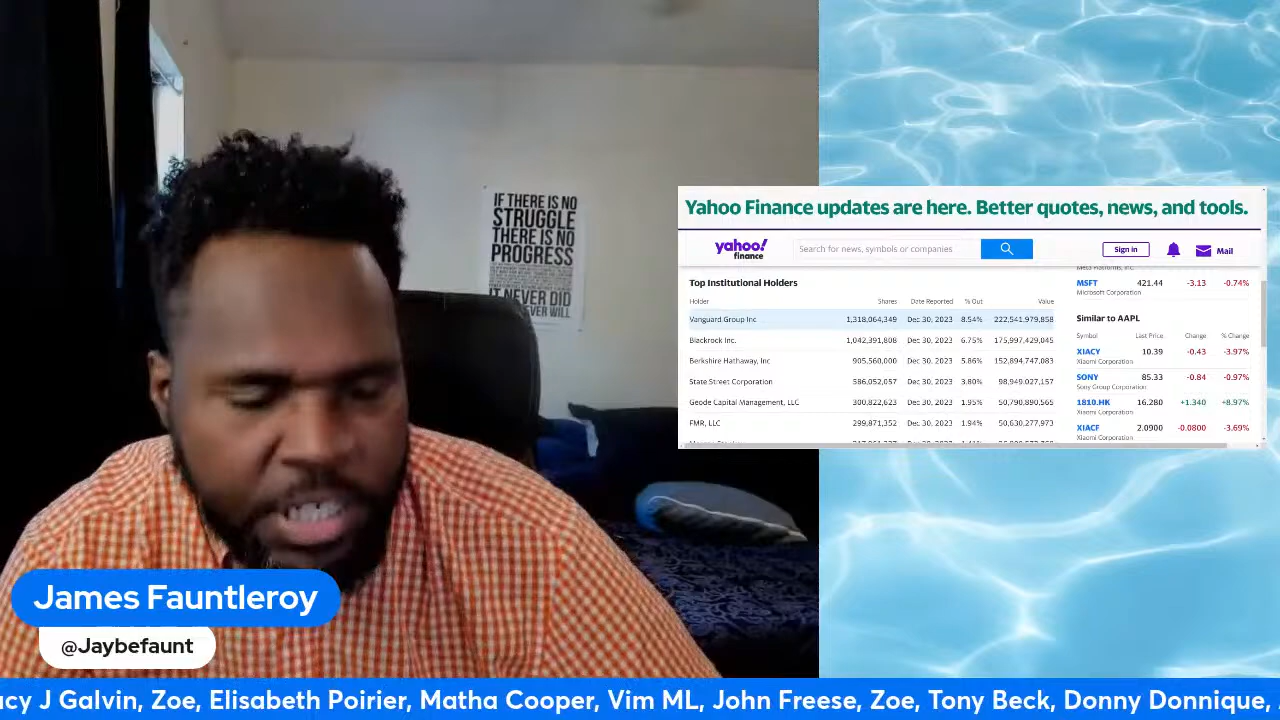 IF THERE IS NO
STRUGGLE
THERE IS NO
PROGRESS
IT NEVER DID
EVER WILL
Yahoo Finance updates are here. Better quotes, news, and tools.
yahoo!
finance
Search for news, symbols or companies
Sign in
Mail
Top Institutional Holders
Holder Shares Date Reported % Out Value
Vanguard Group Inc 1,318,064,349 Dec 30, 2023 8.54% 222,541,979,858
Blackrock Inc. 1,042,391,808 Dec 30, 2023 6.75% 175,997,429,045
Berkshire Hathaway, Inc 905,560,000 Dec 30, 2023 5.86% 152,894,747,083
State Street Corporation 586,052,057 Dec 30, 2023 3.80% 98,949,027,157
Geode Capital Management, LLC 300,822,623 Dec 30, 2023 1.95% 50,790,890,565
FMR, LLC 299,871,352 Dec 30, 2023 1.94% 50,630,277,973
Meta Platforms, Inc.
MSFT 421.44 -3.13 -0.74%
Microsoft Corporation
Similar to AAPL
Symbol Last Price Change % Change
XIACY 10.39 -0.43 -3.97%
Xiaomi Corporation
SONY 85.33 -0.84 -0.97%
Sony Group Corporation
1810.HK 16.280 +1.340 +8.97%
Xiaomi Corporation
XIACF 2.0900 -0.0800 -3.69%
Xiaomi Corporation
James Fauntleroy
@Jaybefaunt
acy J Galvin, Zoe, Elisabeth Poirier, Matha Cooper, Vim ML, John Freese, Zoe, Tony Beck, Donny Donnique,